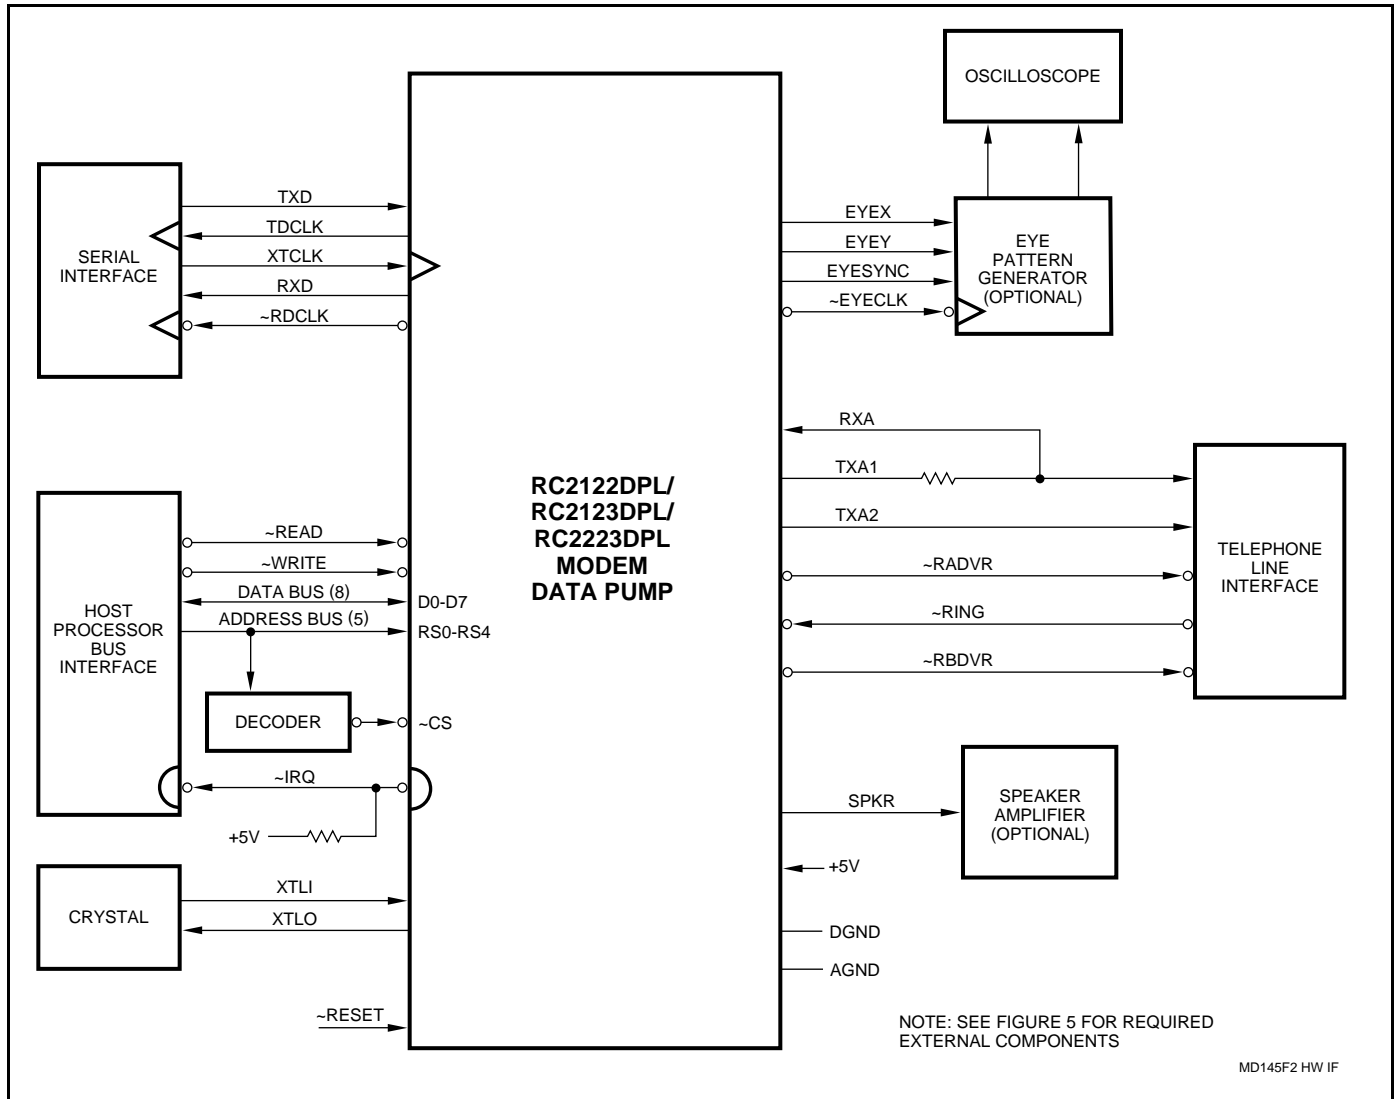 OSCILLOSCOPE
EYE
PATTERN
GENERATOR
(OPTIONAL)
EYEX
EYEY
EYESYNC
~EYECLK
SERIAL
INTERFACE
TXD
TDCLK
XTCLK
RXD
~RDCLK
RC2122DPL/
RC2123DPL/
RC2223DPL
MODEM
DATA PUMP
RXA
TXA1
TXA2
~RADVR
~RING
~RBDVR
TELEPHONE
LINE
INTERFACE
HOST
PROCESSOR
BUS
INTERFACE
~READ
~WRITE
DATA BUS (8)
D0-D7
ADDRESS BUS (5)
RS0-RS4
DECODER
~CS
~IRQ
+5V
SPKR
SPEAKER
AMPLIFIER
(OPTIONAL)
+5V
CRYSTAL
XTLI
XTLO
DGND
AGND
~RESET
NOTE: SEE FIGURE 5 FOR REQUIRED
EXTERNAL COMPONENTS
MD145F2 HW IF